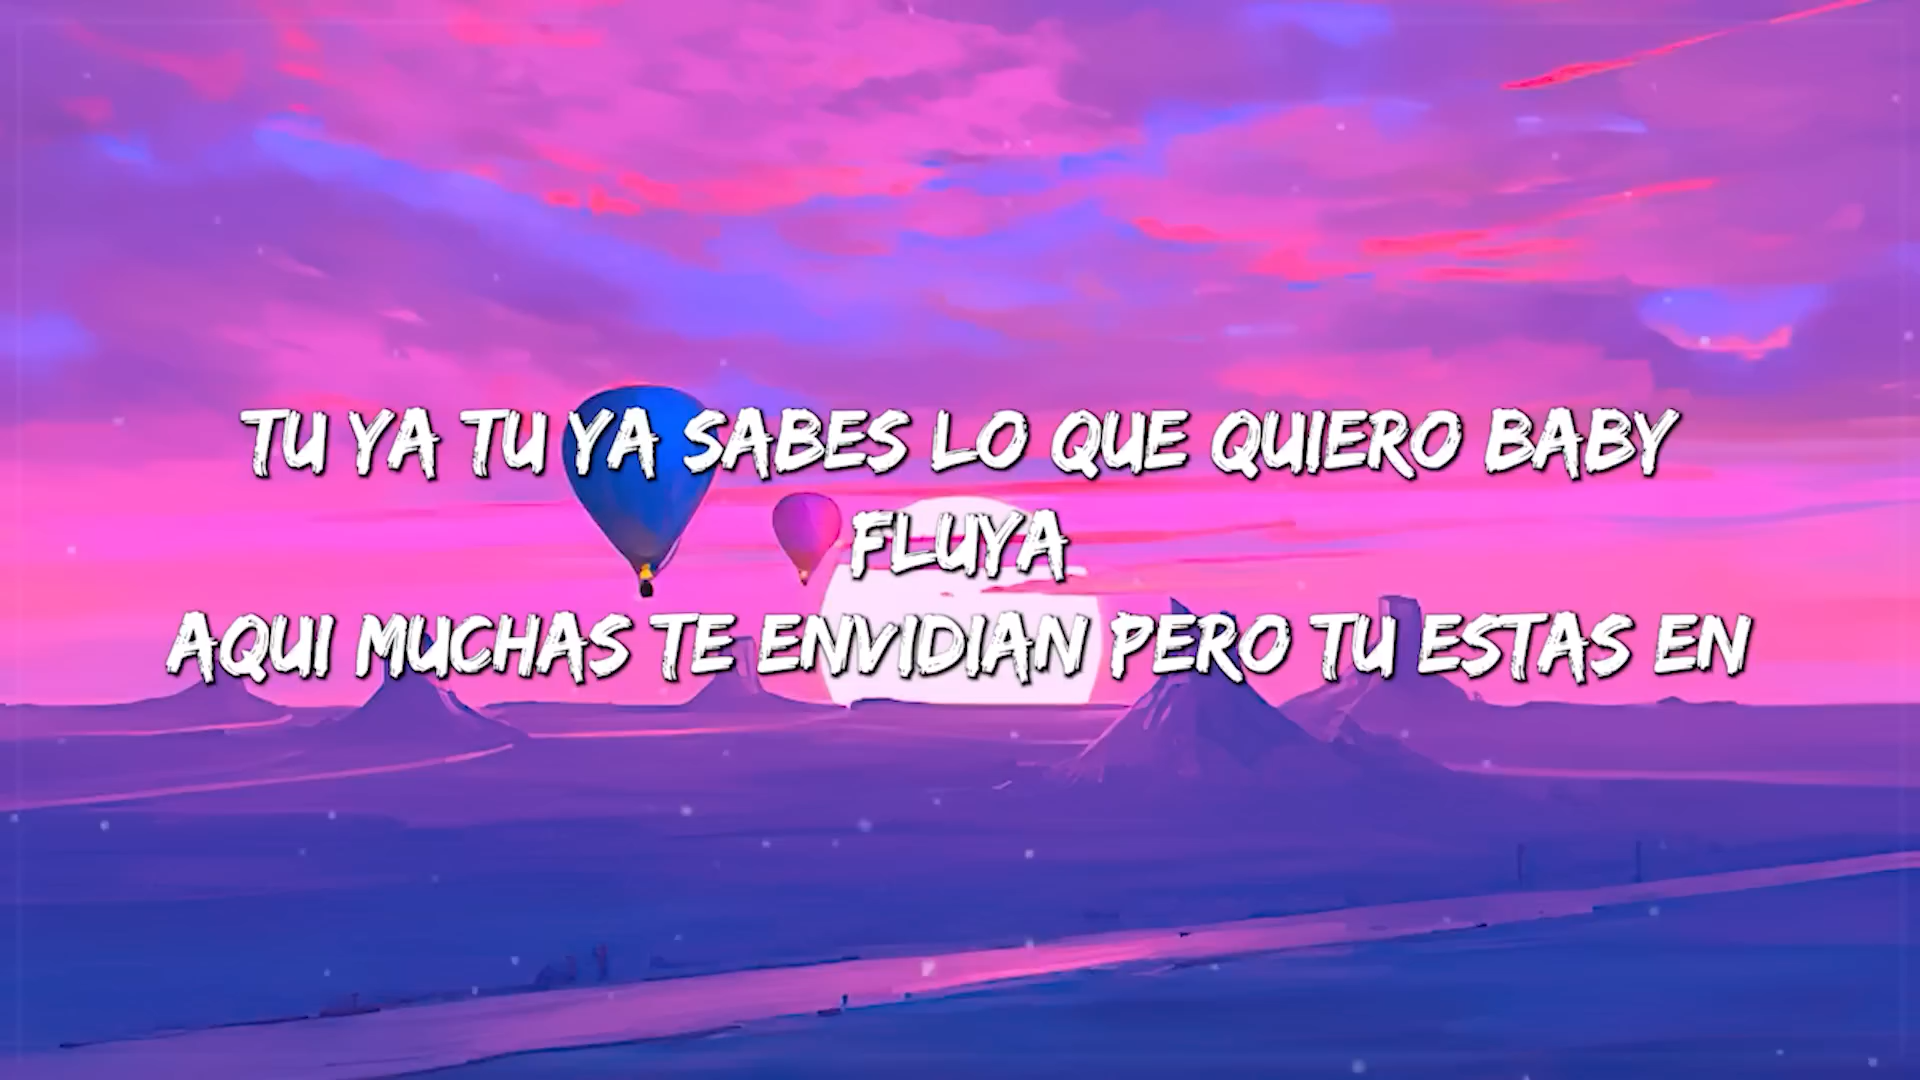 TU YA TU YA SABES LO QUE QUIERO BABY
FLUYA
AQUI MUCHAS TE ENVIDIAN PERO TU ESTAS EN